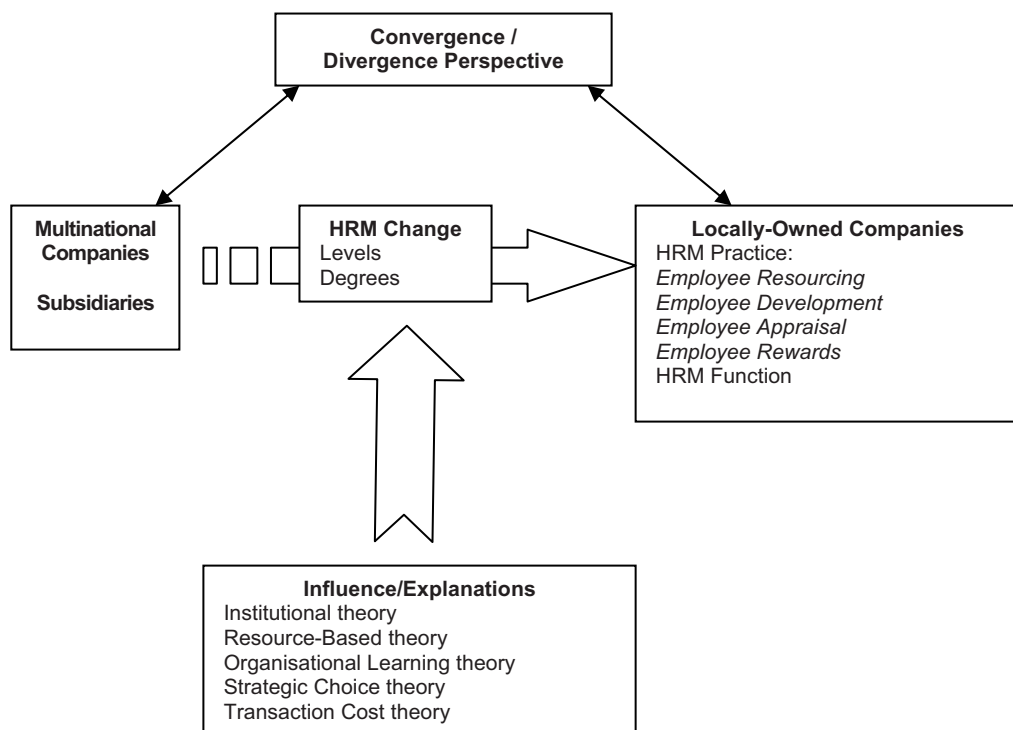 Convergence /
Divergence Perspective
Multinational
Companies
Subsidiaries
HRM Change
Levels
Degrees
Locally-Owned Companies
HRM Practice:
Employee Resourcing
Employee Development
Employee Appraisal
Employee Rewards
HRM Function
Influence/Explanations
Institutional theory
Resource-Based theory
Organisational Learning theory
Strategic Choice theory
Transaction Cost theory